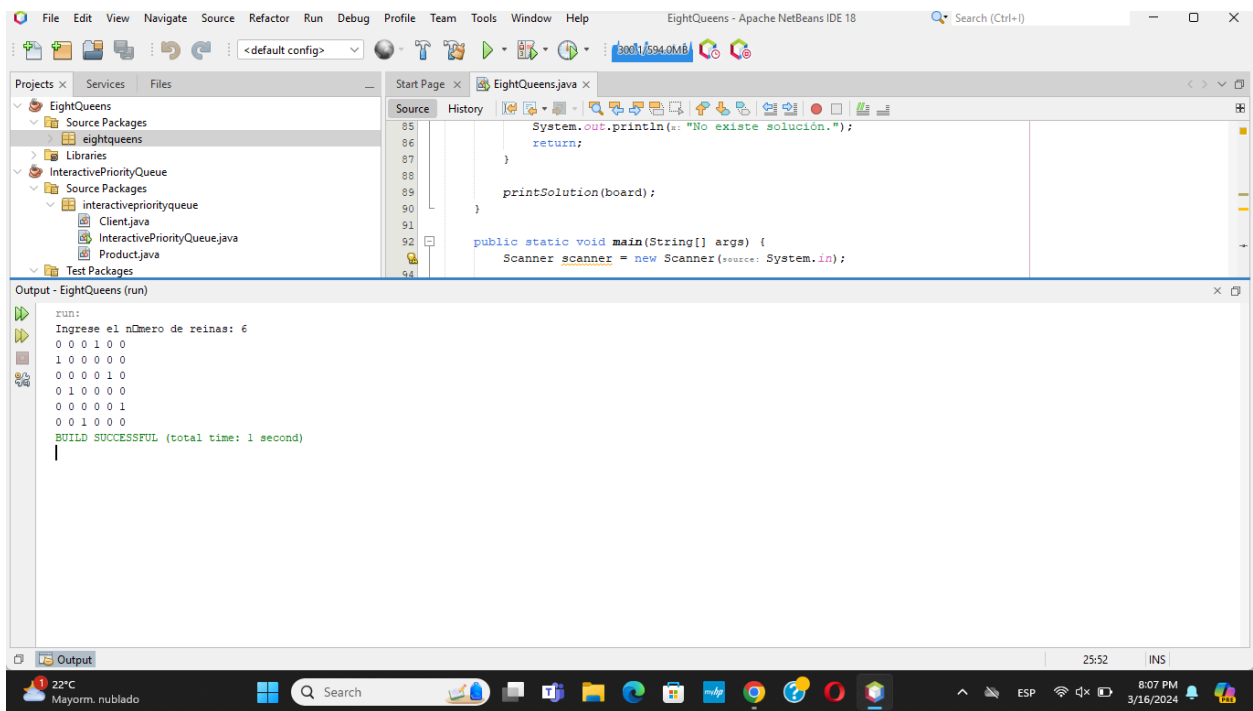 File Edit View Navigate Source Refactor Run Debug Profile Team Tools Window Help EightQueens - Apache NetBeans IDE 18 Search (Ctrl+I)
<default config> 300.1/594.0MB
Projects Services Files Start Page EightQueens.java
EightQueens
Source Packages
eightqueens
Libraries
InteractivePriorityQueue
Source Packages
interactivepriorityqueue
Client.java
InteractivePriorityQueue.java
Product.java
Test Packages
Source History
85 System.out.println(x: "No existe solución.");
86 return;
87 }
88
89 printSolution(board);
90 }
91
92 public static void main(String[] args) {
Scanner scanner = new Scanner(source: System.in);
94
Output - EightQueens (run)
run:
Ingrese el n�mero de reinas: 6
0 0 0 1 0 0
1 0 0 0 0 0
0 0 0 0 1 0
0 1 0 0 0 0
0 0 0 0 0 1
0 0 1 0 0 0
BUILD SUCCESSFUL (total time: 1 second)
Output 25:52 INS
1 22°C
Mayorm. nublado
Search
myhp
ESP
8:07 PM
3/16/2024
PRE